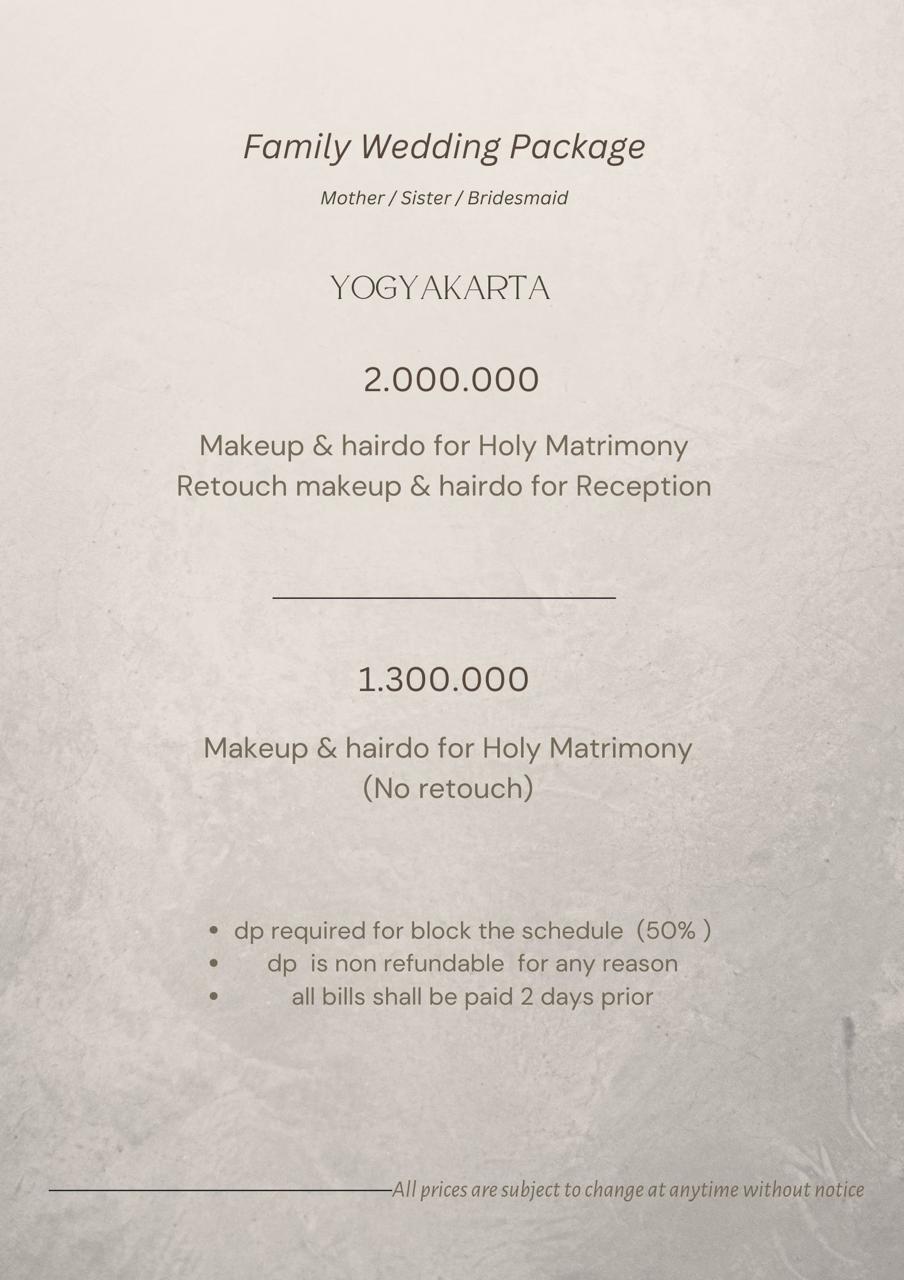 Family Wedding Package
Mother / Sister / Bridesmaid
YOGYAKARTA
2.000.000
Makeup & hairdo for Holy Matrimony
Retouch makeup & hairdo for Reception
1.300.000
Makeup & hairdo for Holy Matrimony
(No retouch)
• dp required for block the schedule (50% )
• dp is non refundable for any reason
• all bills shall be paid 2 days prior
All prices are subject to change at anytime without notice